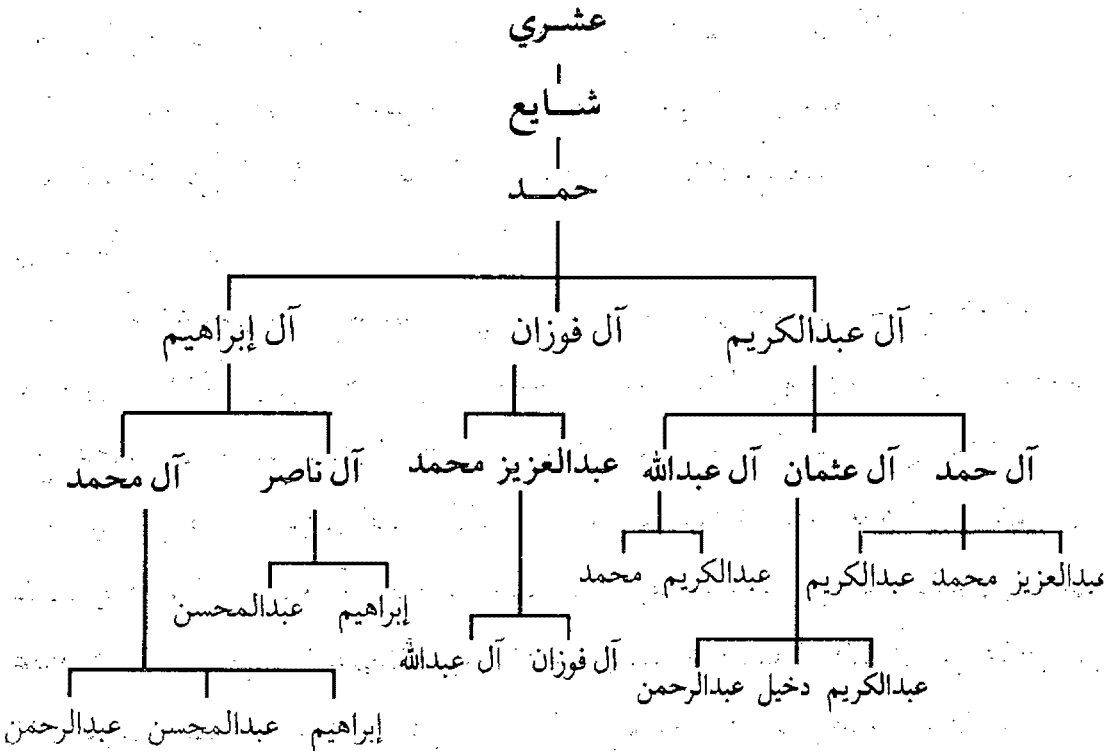 عشري
شايع
حمد
آل عبدالكريم
آل فوزان
آل إبراهيم
آل حمد
آل عثمان
آل عبدالله
عبدالعزيز
محمد
آل ناصر
آل محمد
عبدالعزيز
محمد
عبدالكريم
عبدالكريم
محمد
إبراهيم
عبدالمحسن
آل فوزان
آل عبدالله
عبدالكريم
دخيل
عبدالرحمن
إبراهيم
عبدالمحسن
عبدالرحمن